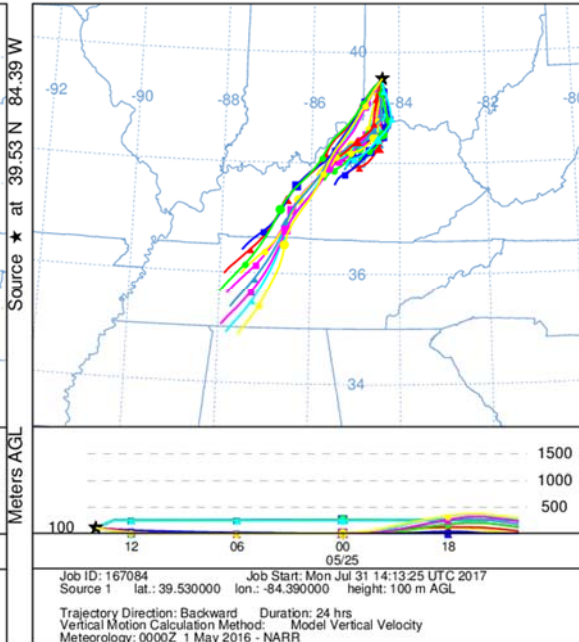 Source ★ at 39.53 N 84.39 W
40
-92
-90
-88
-86
-84
-82
36
34
Meters AGL
1500
1000
500
100
12
06
00
18
05/25
Job ID: 167084 Job Start: Mon Jul 31 14:13:25 UTC 2017
Source 1 lat.: 39.530000 lon.: -84.390000 height: 100 m AGL
Trajectory Direction: Backward Duration: 24 hrs
Vertical Motion Calculation Method: Model Vertical Velocity
Meteorology: 0000Z 1 May 2016 - NARR